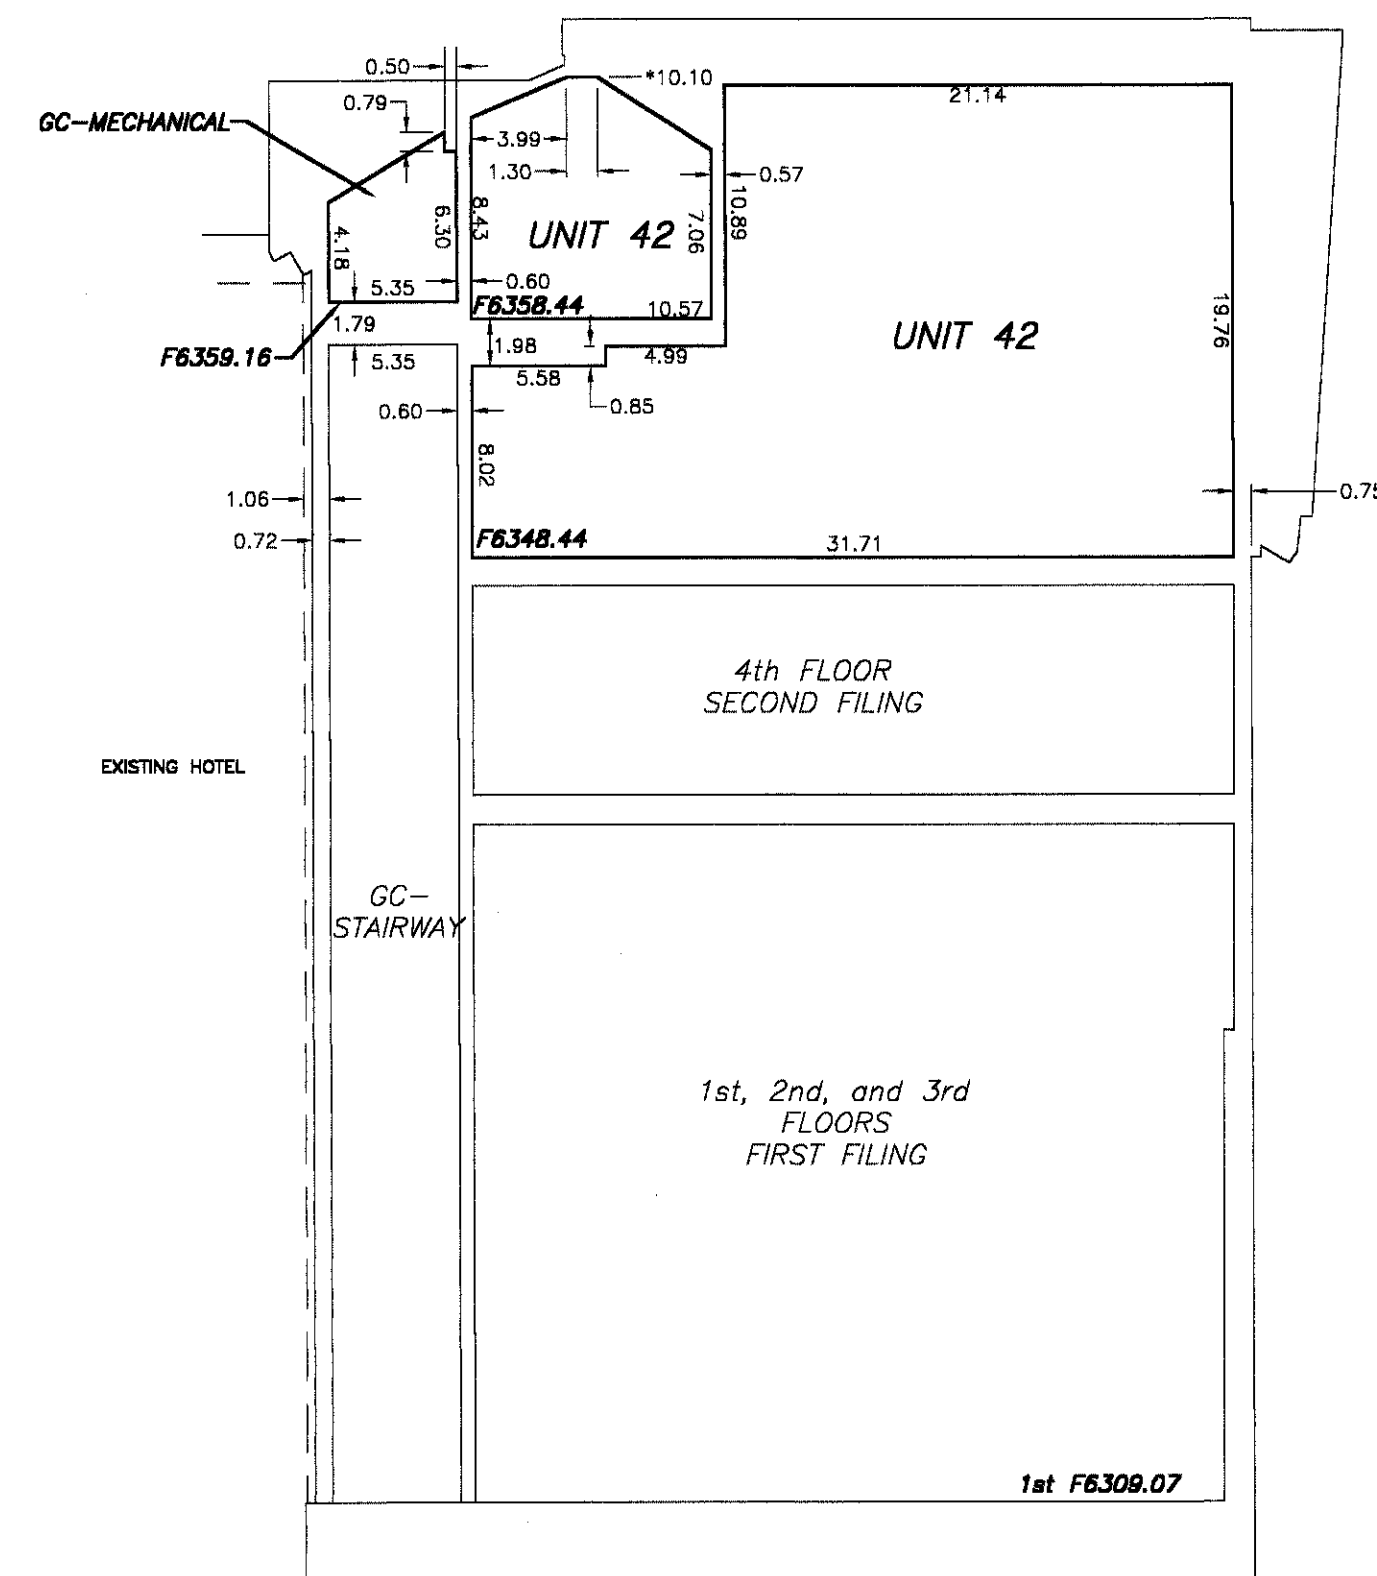 0.50
*10.10
0.79
21.14
GC-MECHANICAL
3.99
1.30
0.57
10.89
8.43
6.30
7.06
UNIT 42
4.18
5.35
0.60
F6358.44
10.57
19.76
1.79
UNIT 42
F6359.16
1.98
4.99
5.35
5.58
0.60
0.85
8.02
1.06
0.72
F6348.44
31.71
4th FLOOR
SECOND FILING
EXISTING HOTEL
GC-
STAIRWAY
1st, 2nd, and 3rd
FLOORS
FIRST FILING
1st F6309.07